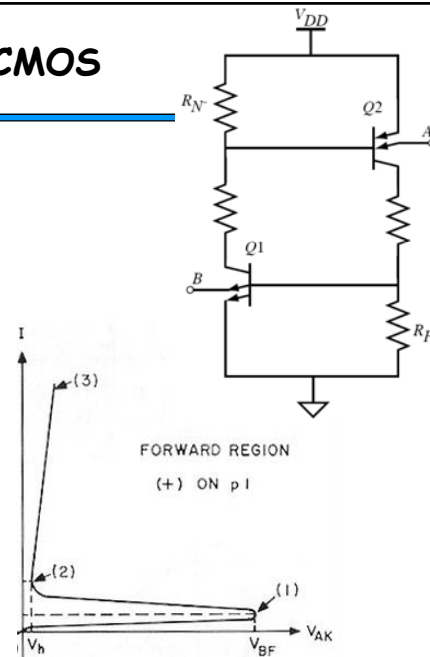 CMOS
V_DD
R_N-
Q2
A
Q1
B
R_P
I
(3)
FORWARD REGION
(+) ON p1
(2)
(1)
V_h
V_BF
V_AK